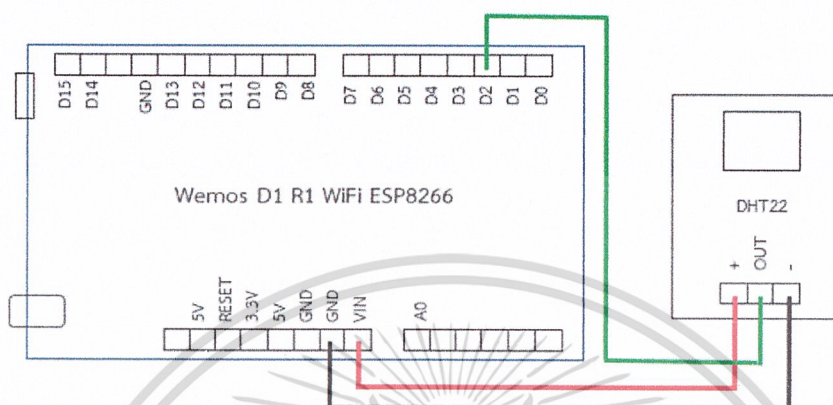 D15 D14 GND D13 D12 D11 D10 D9 D8 D7 D6 D5 D4 D3 D2 D1 D0
Wemos D1 R1 WiFi ESP8266
DHT22
+ OUT -
5V RESET 3.3V 5V GND GND VIN A0